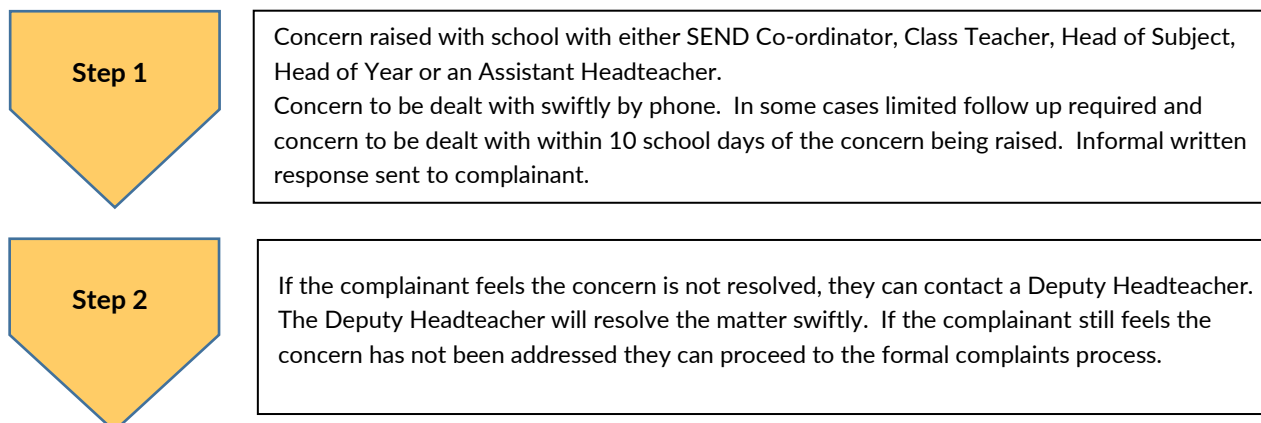 Step 1
Concern raised with school with either SEND Co-ordinator, Class Teacher, Head of Subject,
Head of Year or an Assistant Headteacher.
Concern to be dealt with swiftly by phone.  In some cases limited follow up required and
concern to be dealt with within 10 school days of the concern being raised.  Informal written
response sent to complainant.
Step 2
If the complainant feels the concern is not resolved, they can contact a Deputy Headteacher.
The Deputy Headteacher will resolve the matter swiftly.  If the complainant still feels the
concern has not been addressed they can proceed to the formal complaints process.